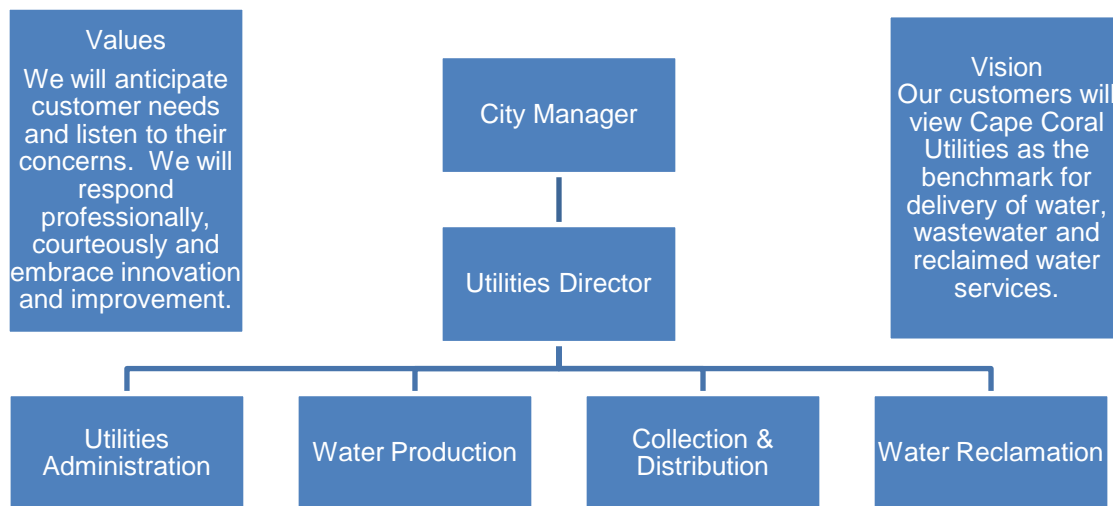 Values
We will anticipate
customer needs
and listen to their
concerns.  We will
respond
professionally,
courteously and
embrace innovation
and improvement.
City Manager
Vision
Our customers will
view Cape Coral
Utilities as the
benchmark for
delivery of water,
wastewater and
reclaimed water
services.
Utilities Director
Utilities
Administration
Water Production
Collection &
Distribution
Water Reclamation